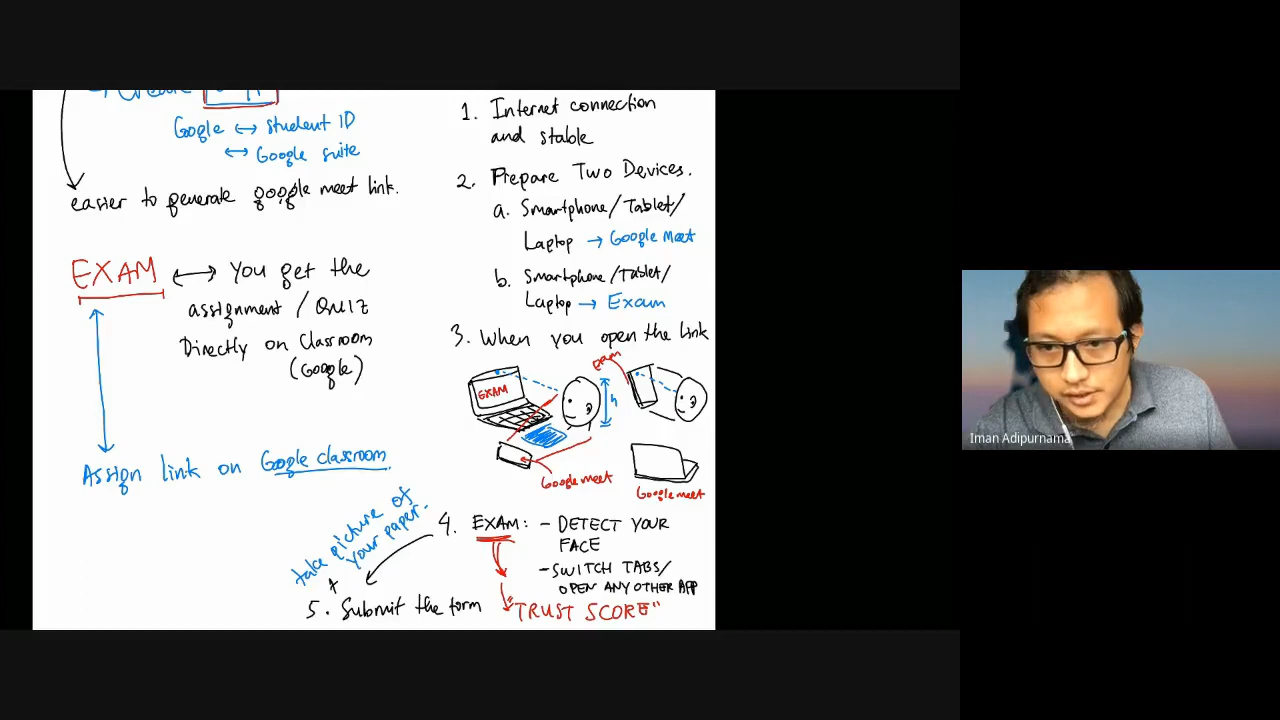 → Create
Google ↔ student ID
↔ Google suite
easier to generate google meet link.
EXAM ↔ You get the
assignment / QUIZ
Directly on Classroom
(Google)
Assign link on Google classroom.
1. Internet connection
and stable
2. Prepare Two Devices.
a. Smartphone/Tablet/
Laptop → Google Meet
b. Smartphone/Tablet/
Laptop → Exam
3. When you open the link
EXAM
h
exam
Google meet
Google meet
4. EXAM: - DETECT YOUR
FACE
- SWITCH TABS/
OPEN ANY OTHER APP
"TRUST SCORE"
take picture of
your paper.
+
5. Submit the form
Iman Adipurnama